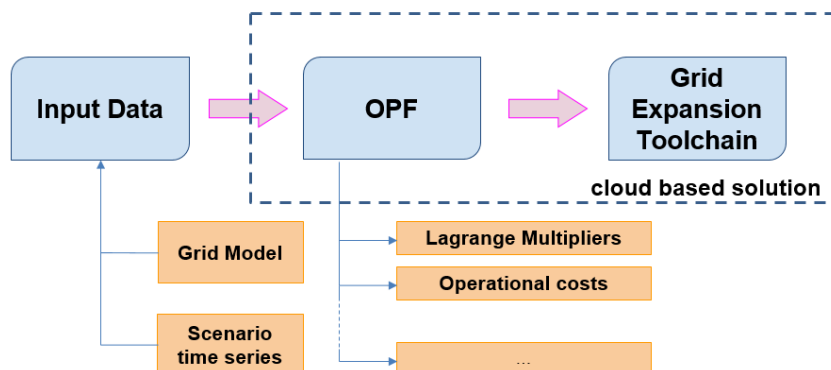 Input Data
OPF
Grid
Expansion
Toolchain
cloud based solution
Grid Model
Scenario
time series
Lagrange Multipliers
Operational costs
...